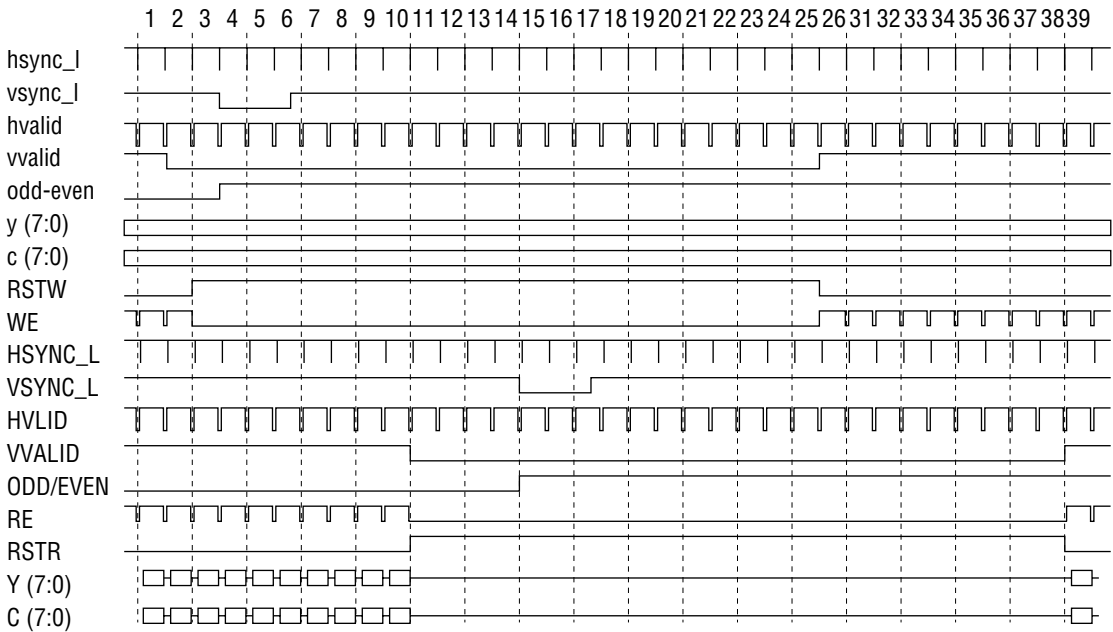 1 2 3 4 5 6 7 8 9 10 11 12 13 14 15 16 17 18 19 20 21 22 23 24 25 26 31 32 33 34 35 36 37 38 39
hsync_l
vsync_l
hvalid
vvalid
odd-even
y (7:0)
c (7:0)
RSTW
WE
HSYNC_L
VSYNC_L
HVLID
VVALID
ODD/EVEN
RE
RSTR
Y (7:0)
C (7:0)